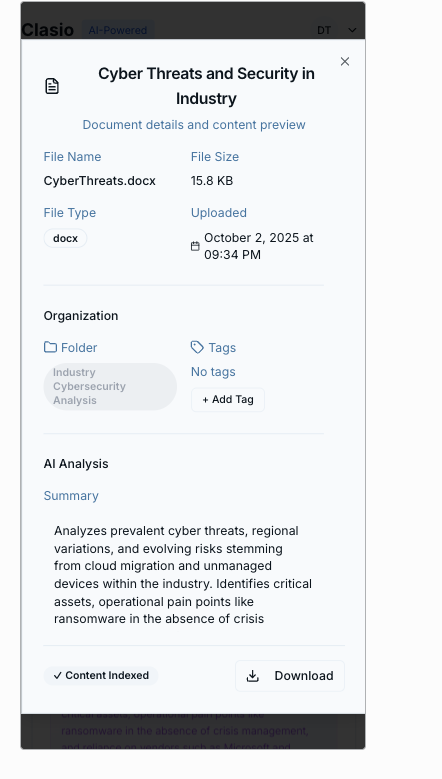 Clasio AI-Powered DT
Cyber Threats and Security in
Industry
Document details and content preview
File Name File Size
CyberThreats.docx 15.8 KB
File Type Uploaded
docx October 2, 2025 at
09:34 PM
Organization
Folder Tags
Industry
Cybersecurity
Analysis
No tags
+ Add Tag
AI Analysis
Summary
Analyzes prevalent cyber threats, regional
variations, and evolving risks stemming
from cloud migration and unmanaged
devices within the industry. Identifies critical
assets, operational pain points like
ransomware in the absence of crisis
✓ Content Indexed Download
critical assets, operational pain points like
ransomware in the absence of crisis management,
and reliance on vendors such as Microsoft and